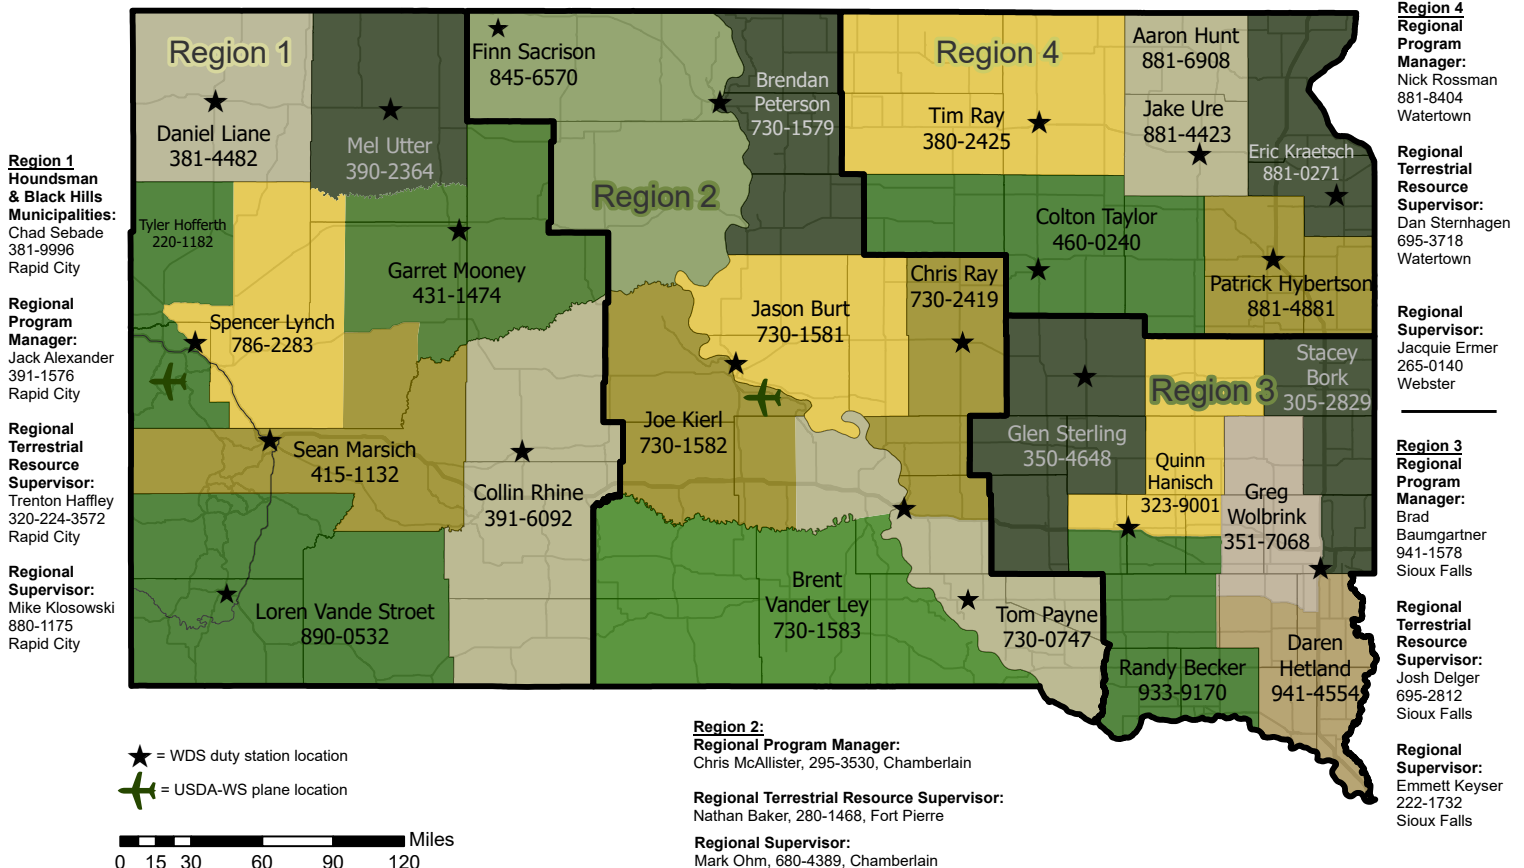 Region 1
Houndsman
& Black Hills
Municipalities:
Chad Sebade
381-9996
Rapid City
Regional
Program
Manager:
Jack Alexander
391-1576
Rapid City
Regional
Terrestrial
Resource
Supervisor:
Trenton Haffley
320-224-3572
Rapid City
Regional
Supervisor:
Mike Klosowski
880-1175
Rapid City
Region 1
Daniel Liane
381-4482
Mel Utter
390-2364
Tyler Hofferth
220-1182
Garret Mooney
431-1474
Spencer Lynch
786-2283
Sean Marsich
415-1132
Collin Rhine
391-6092
Loren Vande Stroet
890-0532
Finn Sacrison
845-6570
Region 2
Brendan
Peterson
730-1579
Jason Burt
730-1581
Chris Ray
730-2419
Joe Kierl
730-1582
Brent
Vander Ley
730-1583
Tom Payne
730-0747
Region 4
Tim Ray
380-2425
Aaron Hunt
881-6908
Jake Ure
881-4423
Eric Kraetsch
881-0271
Colton Taylor
460-0240
Patrick Hybertson
881-4881
Region 3
Stacey
Bork
305-2829
Glen Sterling
350-4648
Quinn
Hanisch
323-9001
Greg
Wolbrink
351-7068
Daren
Hetland
941-4554
Randy Becker
933-9170
Region 4
Regional
Program
Manager:
Nick Rossman
881-8404
Watertown
Regional
Terrestrial
Resource
Supervisor:
Dan Sternhagen
695-3718
Watertown
Regional
Supervisor:
Jacquie Ermer
265-0140
Webster
Region 3
Regional
Program
Manager:
Brad
Baumgartner
941-1578
Sioux Falls
Regional
Terrestrial
Resource
Supervisor:
Josh Delger
695-2812
Sioux Falls
Regional
Supervisor:
Emmett Keyser
222-1732
Sioux Falls
= WDS duty station location
= USDA-WS plane location
Miles
0 15 30 60 90 120
Region 2:
Regional Program Manager:
Chris McAllister, 295-3530, Chamberlain
Regional Terrestrial Resource Supervisor:
Nathan Baker, 280-1468, Fort Pierre
Regional Supervisor:
Mark Ohm, 680-4389, Chamberlain